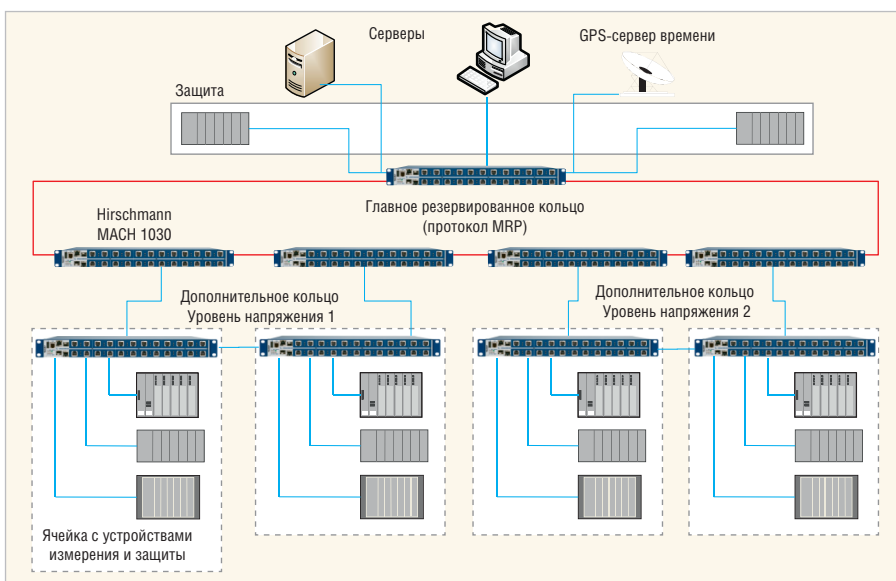 Серверы
GPS-сервер времени
Защита
Главное резервированное кольцо
(протокол MRP)
Hirschmann
MACH 1030
Дополнительное кольцо
Уровень напряжения 1
Дополнительное кольцо
Уровень напряжения 2
Ячейка с устройствами
измерения и защиты